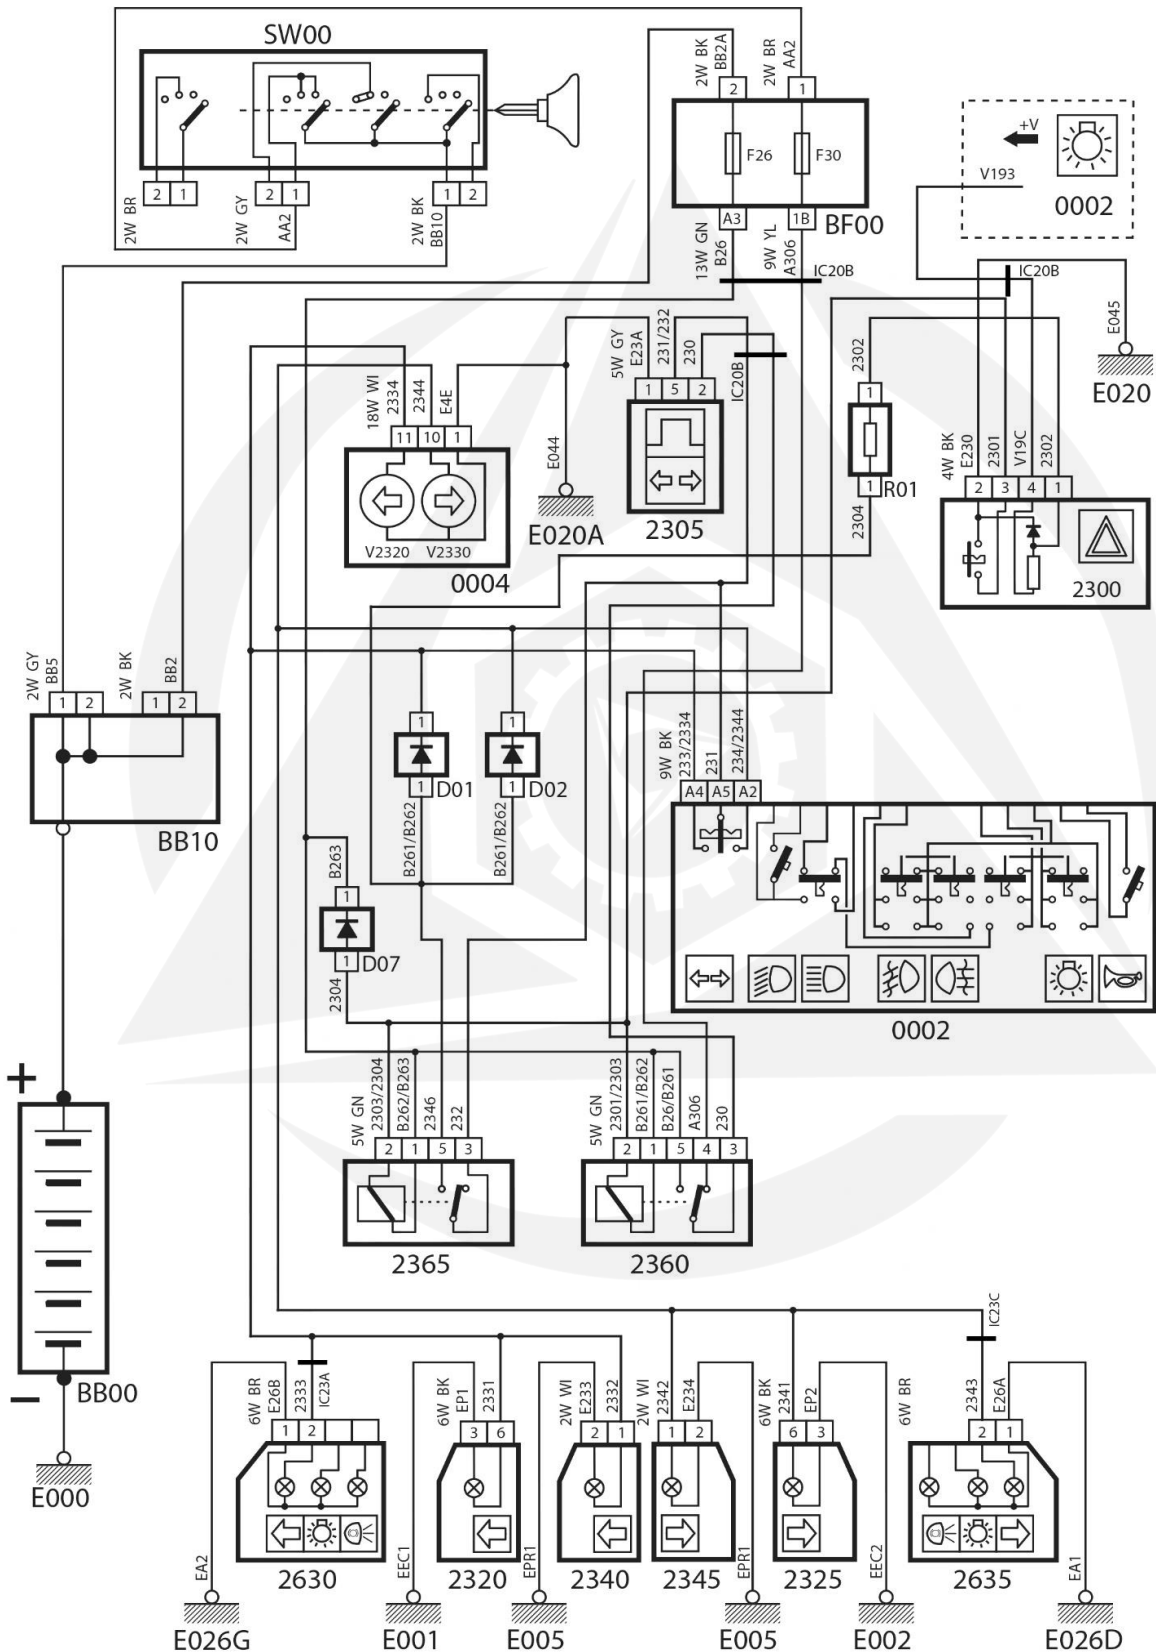 SW00
2W BR
2 1
2W GY
AA2
2 1
2W BK
BB10
1 2
2W BK
BB2A
2W BR
AA2
2 1
F26
F30
A3 1B
BF00
13W GN
B26
9W YL
A306
IC20B
+V
V193
0002
IC20B
E045
E020
18W WI
2334
2344
E4E
11 10 1
V2320 V2330
0004
E044
E020A
5W GY
E23A
231/232
230
1 5 2
IC20B
2305
2302
1
1
R01
2304
4W BK
E230
2301
V19C
2302
2 3 4 1
2300
2W GY
BB5
2W BK
BB2
1 2
1 2
BB10
1
1
D01
B261/B262
1
1
D02
B261/B262
9W BK
233/2334
231
234/2344
A4 A5 A2
0002
B263
1
1
D07
2304
5W GN
2303/2304
B262/B263
2346
232
2 1 5 3
2365
5W GN
2301/2303
B261/B262
B26/B261
A306
230
2 1 5 4 3
2360
+
−
BB00
E000
6W BR
E26B
2333
IC23A
1 2
2630
EA2
E026G
6W BK
EP1
2331
3 6
2320
EEC1
E001
2W WI
E233
2332
2 1
2340
EPR1
E005
2W WI
2342
E234
1 2
2345
EPR1
E005
6W BK
2341
EP2
6 3
2325
EEC2
E002
6W BR
2343
E26A
IC23C
2 1
2635
EA1
E026D